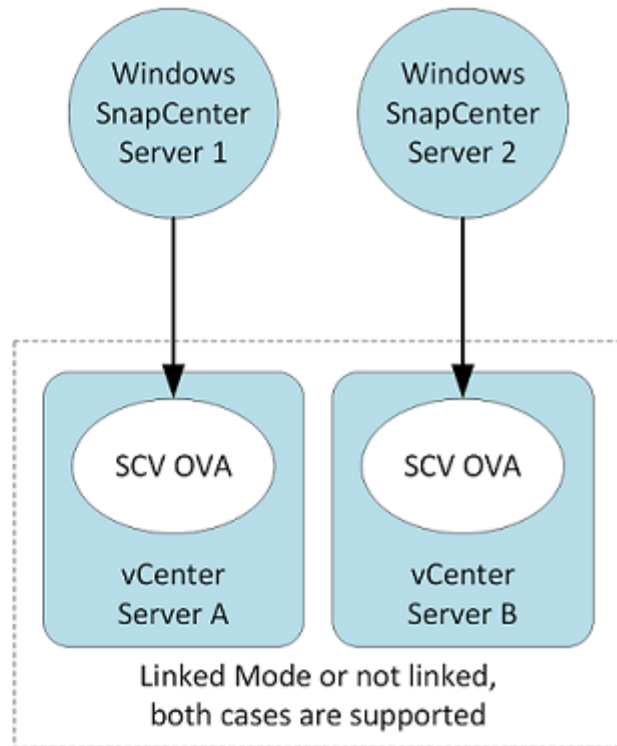 Windows
SnapCenter
Server 1
Windows
SnapCenter
Server 2
SCV OVA
vCenter
Server A
SCV OVA
vCenter
Server B
Linked Mode or not linked,
both cases are supported